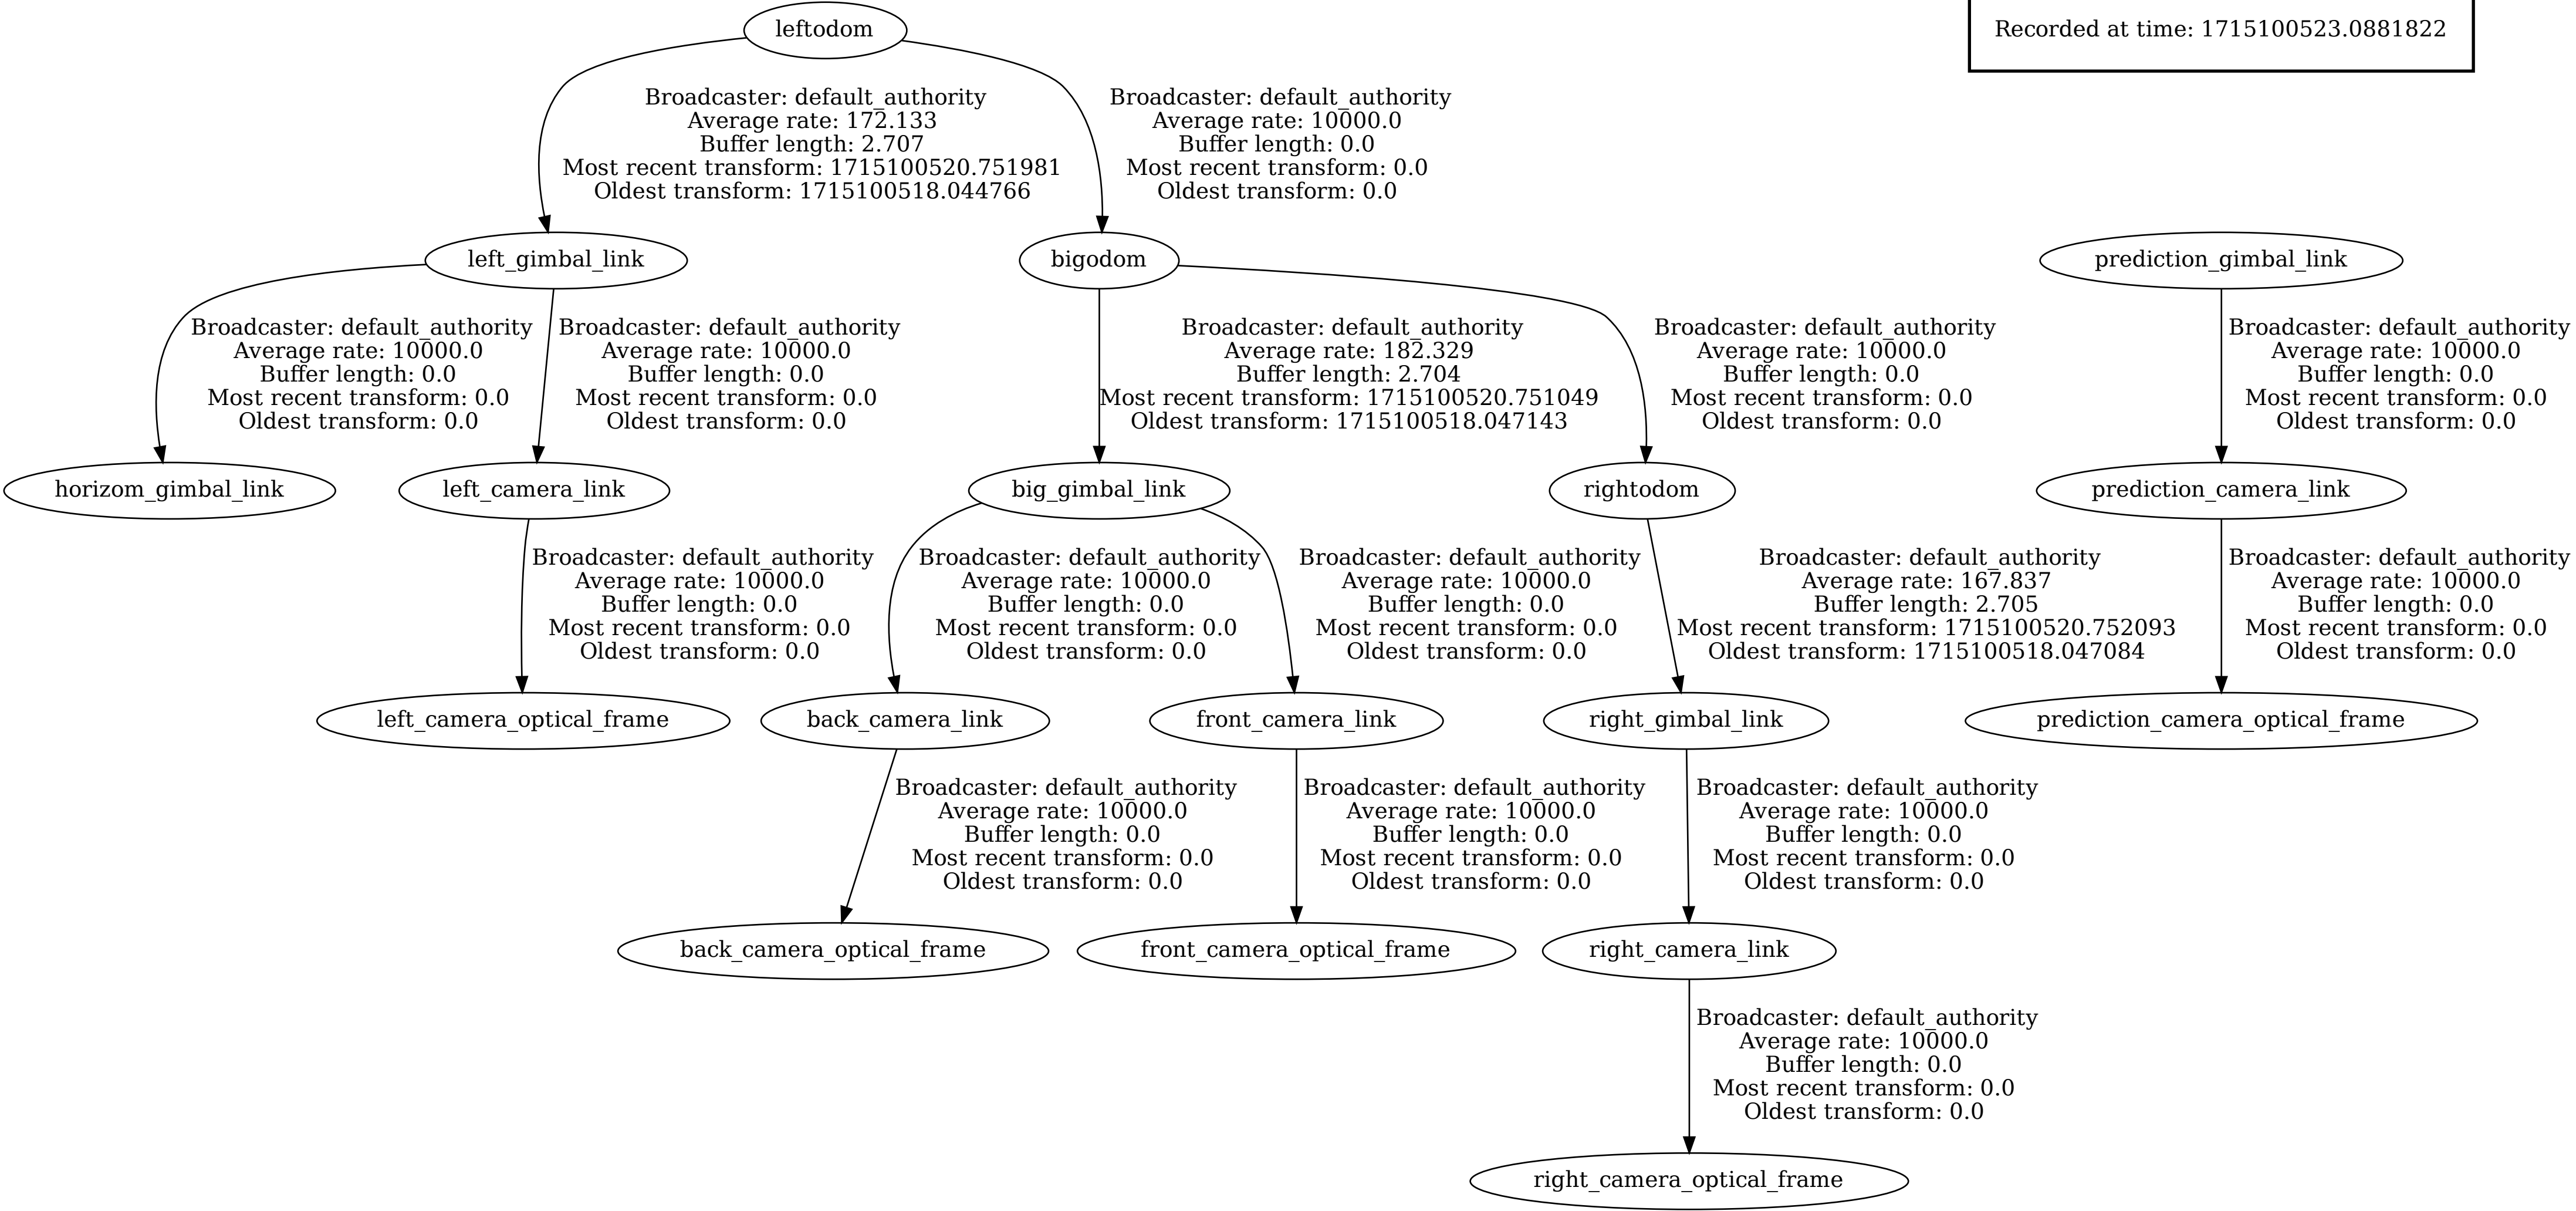 leftodom
Recorded at time: 1715100523.0881822
Broadcaster: default_authority
Average rate: 172.133
Buffer length: 2.707
Most recent transform: 1715100520.751981
Oldest transform: 1715100518.044766
Broadcaster: default_authority
Average rate: 10000.0
Buffer length: 0.0
Most recent transform: 0.0
Oldest transform: 0.0
left_gimbal_link
bigodom
prediction_gimbal_link
Broadcaster: default_authority
Average rate: 10000.0
Buffer length: 0.0
Most recent transform: 0.0
Oldest transform: 0.0
Broadcaster: default_authority
Average rate: 10000.0
Buffer length: 0.0
Most recent transform: 0.0
Oldest transform: 0.0
Broadcaster: default_authority
Average rate: 182.329
Buffer length: 2.704
Most recent transform: 1715100520.751049
Oldest transform: 1715100518.047143
Broadcaster: default_authority
Average rate: 10000.0
Buffer length: 0.0
Most recent transform: 0.0
Oldest transform: 0.0
Broadcaster: default_authority
Average rate: 10000.0
Buffer length: 0.0
Most recent transform: 0.0
Oldest transform: 0.0
horizom_gimbal_link
left_camera_link
big_gimbal_link
rightodom
prediction_camera_link
Broadcaster: default_authority
Average rate: 10000.0
Buffer length: 0.0
Most recent transform: 0.0
Oldest transform: 0.0
Broadcaster: default_authority
Average rate: 10000.0
Buffer length: 0.0
Most recent transform: 0.0
Oldest transform: 0.0
Broadcaster: default_authority
Average rate: 10000.0
Buffer length: 0.0
Most recent transform: 0.0
Oldest transform: 0.0
Broadcaster: default_authority
Average rate: 167.837
Buffer length: 2.705
Most recent transform: 1715100520.752093
Oldest transform: 1715100518.047084
Broadcaster: default_authority
Average rate: 10000.0
Buffer length: 0.0
Most recent transform: 0.0
Oldest transform: 0.0
left_camera_optical_frame
back_camera_link
front_camera_link
right_gimbal_link
prediction_camera_optical_frame
Broadcaster: default_authority
Average rate: 10000.0
Buffer length: 0.0
Most recent transform: 0.0
Oldest transform: 0.0
Broadcaster: default_authority
Average rate: 10000.0
Buffer length: 0.0
Most recent transform: 0.0
Oldest transform: 0.0
Broadcaster: default_authority
Average rate: 10000.0
Buffer length: 0.0
Most recent transform: 0.0
Oldest transform: 0.0
back_camera_optical_frame
front_camera_optical_frame
right_camera_link
Broadcaster: default_authority
Average rate: 10000.0
Buffer length: 0.0
Most recent transform: 0.0
Oldest transform: 0.0
right_camera_optical_frame